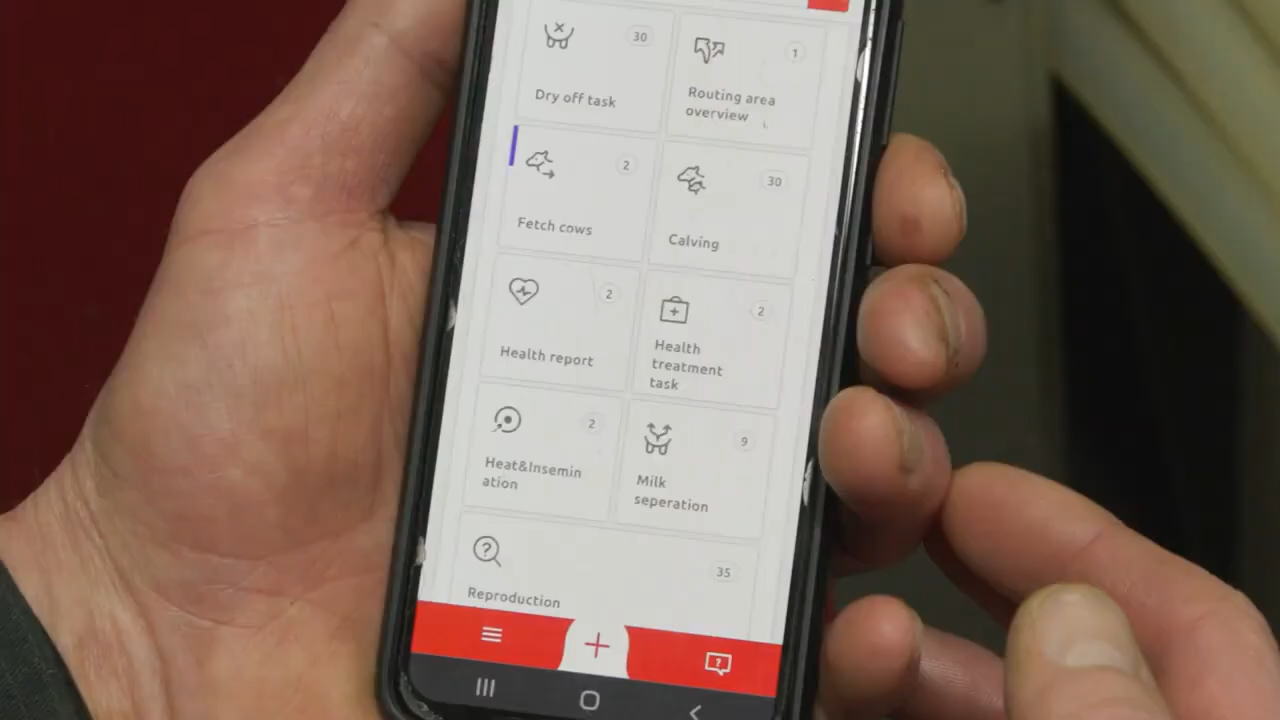 30
Dry off task
1
Routing area
overview
2
Fetch cows
30
Calving
2
Health report
2
Health
treatment
task
2
Heat&Insemin
ation
9
Milk
seperation
35
Reproduction